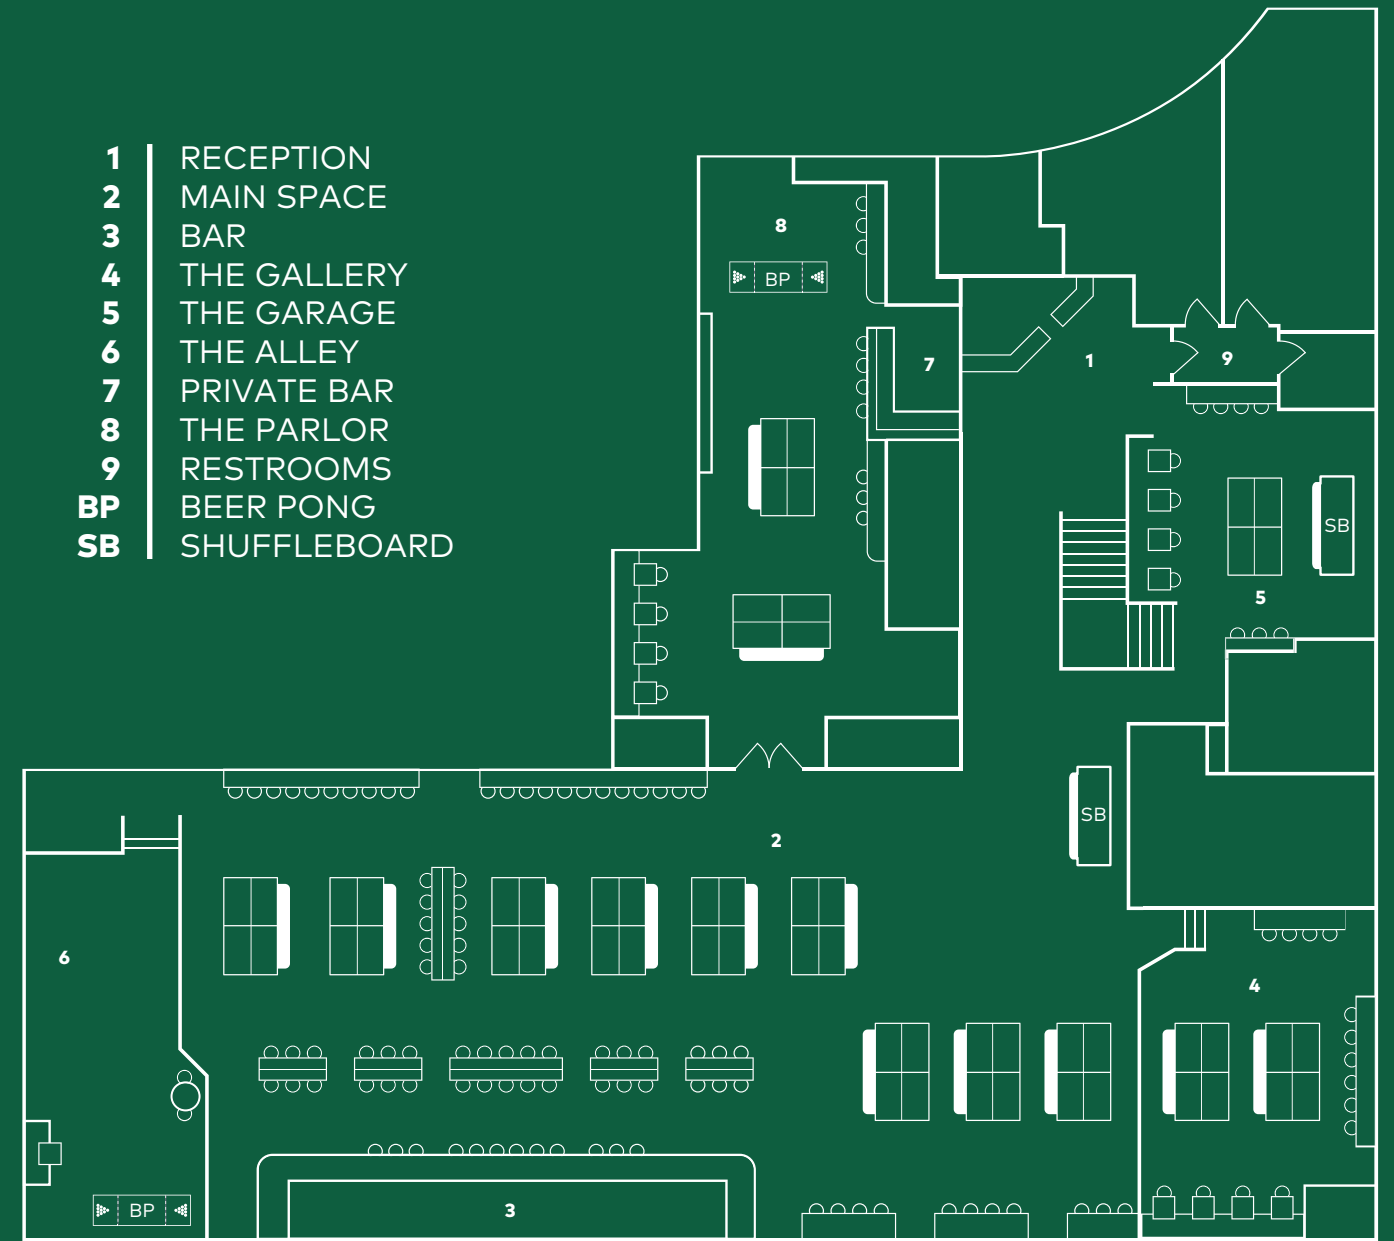 1 RECEPTION
2 MAIN SPACE
3 BAR
4 THE GALLERY
5 THE GARAGE
6 THE ALLEY
7 PRIVATE BAR
8 THE PARLOR
9 RESTROOMS
BP BEER PONG
SB SHUFFLEBOARD
8
BP
7
1
9
SB
5
SB
2
6
4
BP
3